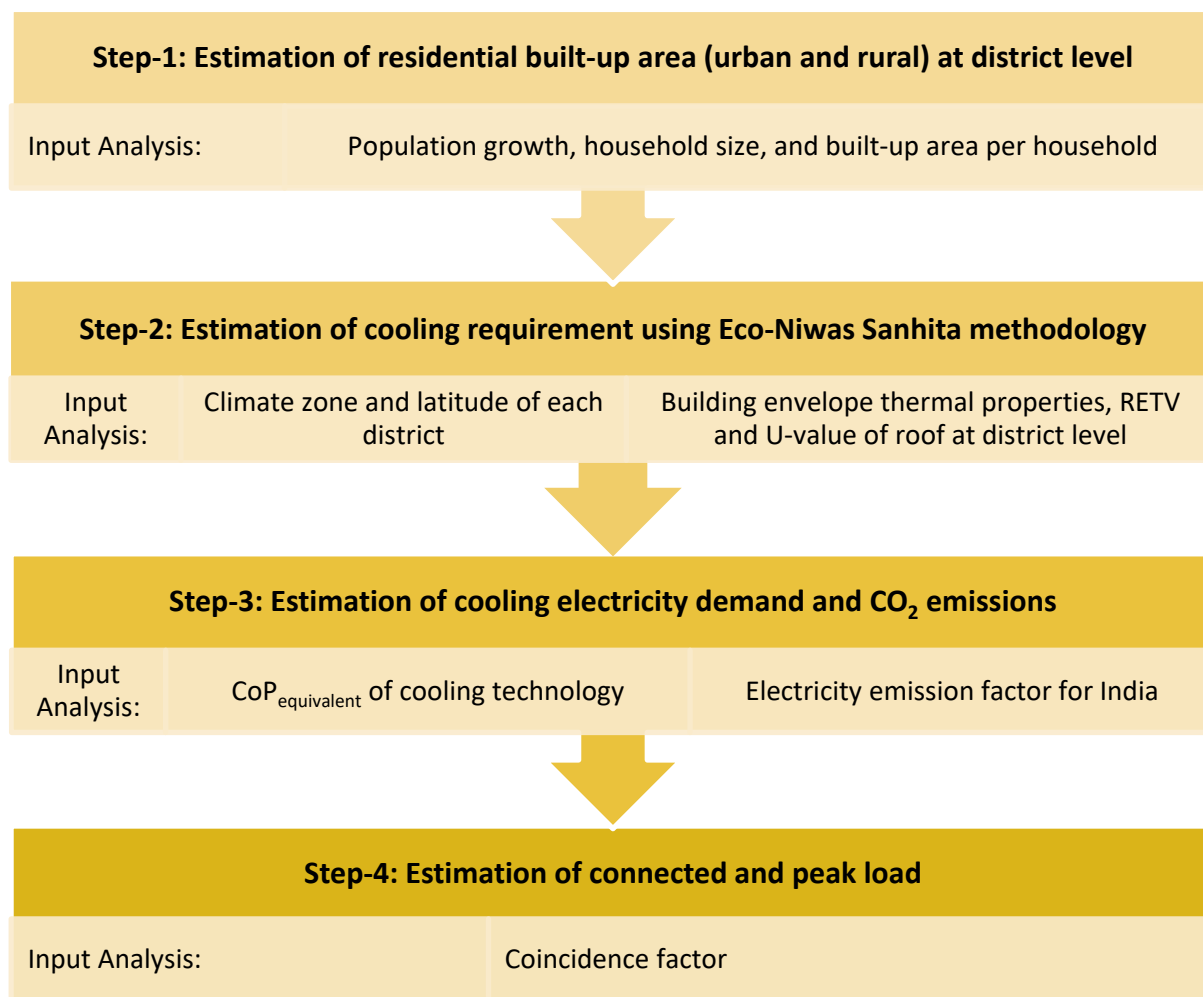 Step-1: Estimation of residential built-up area (urban and rural) at district level
Input Analysis:
Population growth, household size, and built-up area per household
Step-2: Estimation of cooling requirement using Eco-Niwas Sanhita methodology
Input
Analysis:
Climate zone and latitude of each
district
Building envelope thermal properties, RETV
and U-value of roof at district level
Step-3: Estimation of cooling electricity demand and CO₂ emissions
Input
Analysis:
CoPequivalent of cooling technology
Electricity emission factor for India
Step-4: Estimation of connected and peak load
Input Analysis:
Coincidence factor